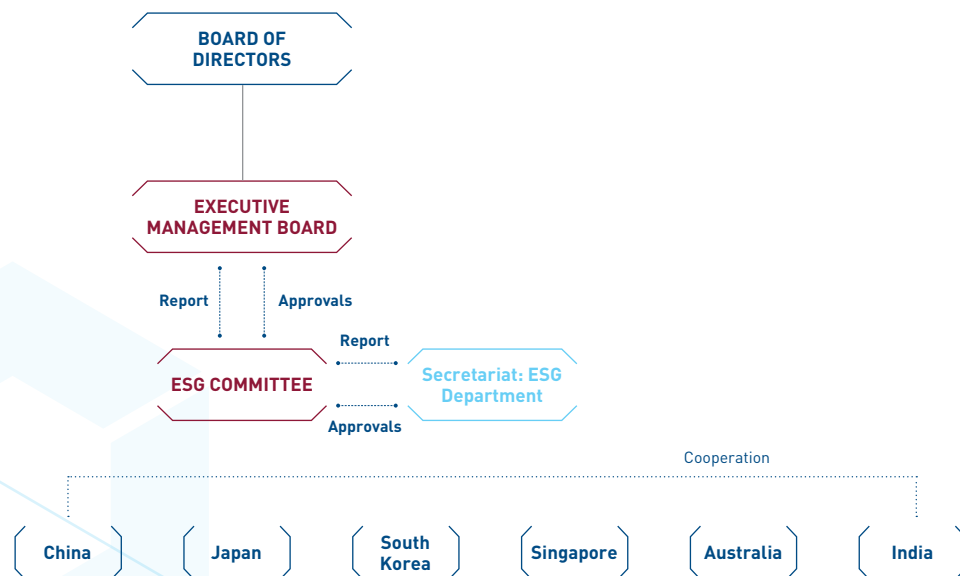 BOARD OF
DIRECTORS
EXECUTIVE
MANAGEMENT BOARD
Report
Approvals
Report
ESG COMMITTEE
Secretariat: ESG
Department
Approvals
Cooperation
China
Japan
South
Korea
Singapore
Australia
India